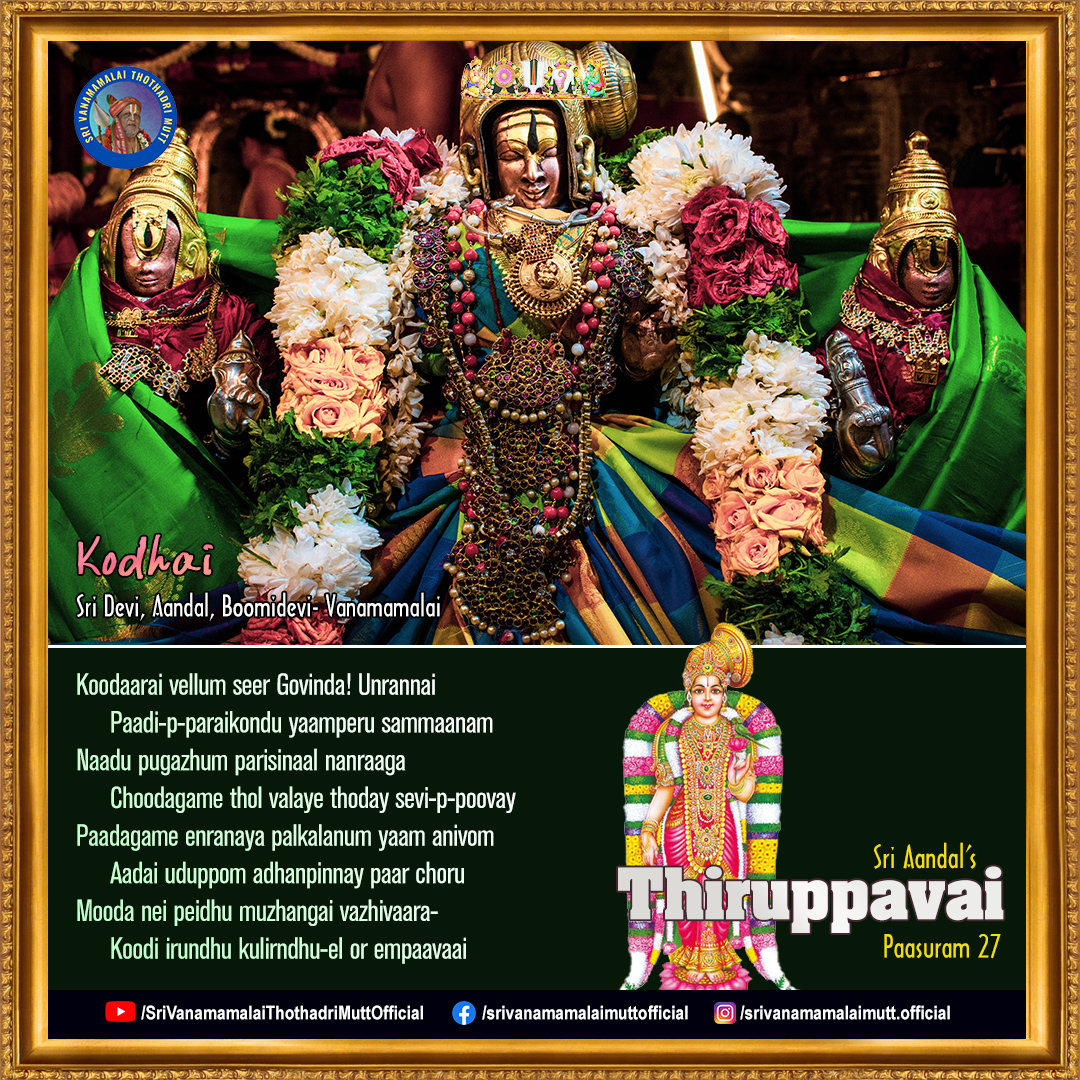 SRI VANAMAMALAI THOTHADRI MUTT
Kodhai
Sri Devi, Aandal, Boomidevi- Vanamamalai
Koodaarai vellum seer Govinda! Unrannai
Paadi-p-paraikondu yaamperu sammaanam
Naadu pugazhum parisinaal nanraaga
Choodagame thol valaye thoday sevi-p-poovay
Paadagame enranaya palkalanum yaam anivom
Aadai uduppom adhanpinnay paar choru
Mooda nei peidhu muzhangai vazhivaara-
Koodi irundhu kulirndhu-el or empaavaai
Sri Aandal's
Thiruppavai
Paasuram 27
/SriVanamamalaiThothadriMuttOfficial
/srivanamamalaimuttofficial
/srivanamamalaimutt.official